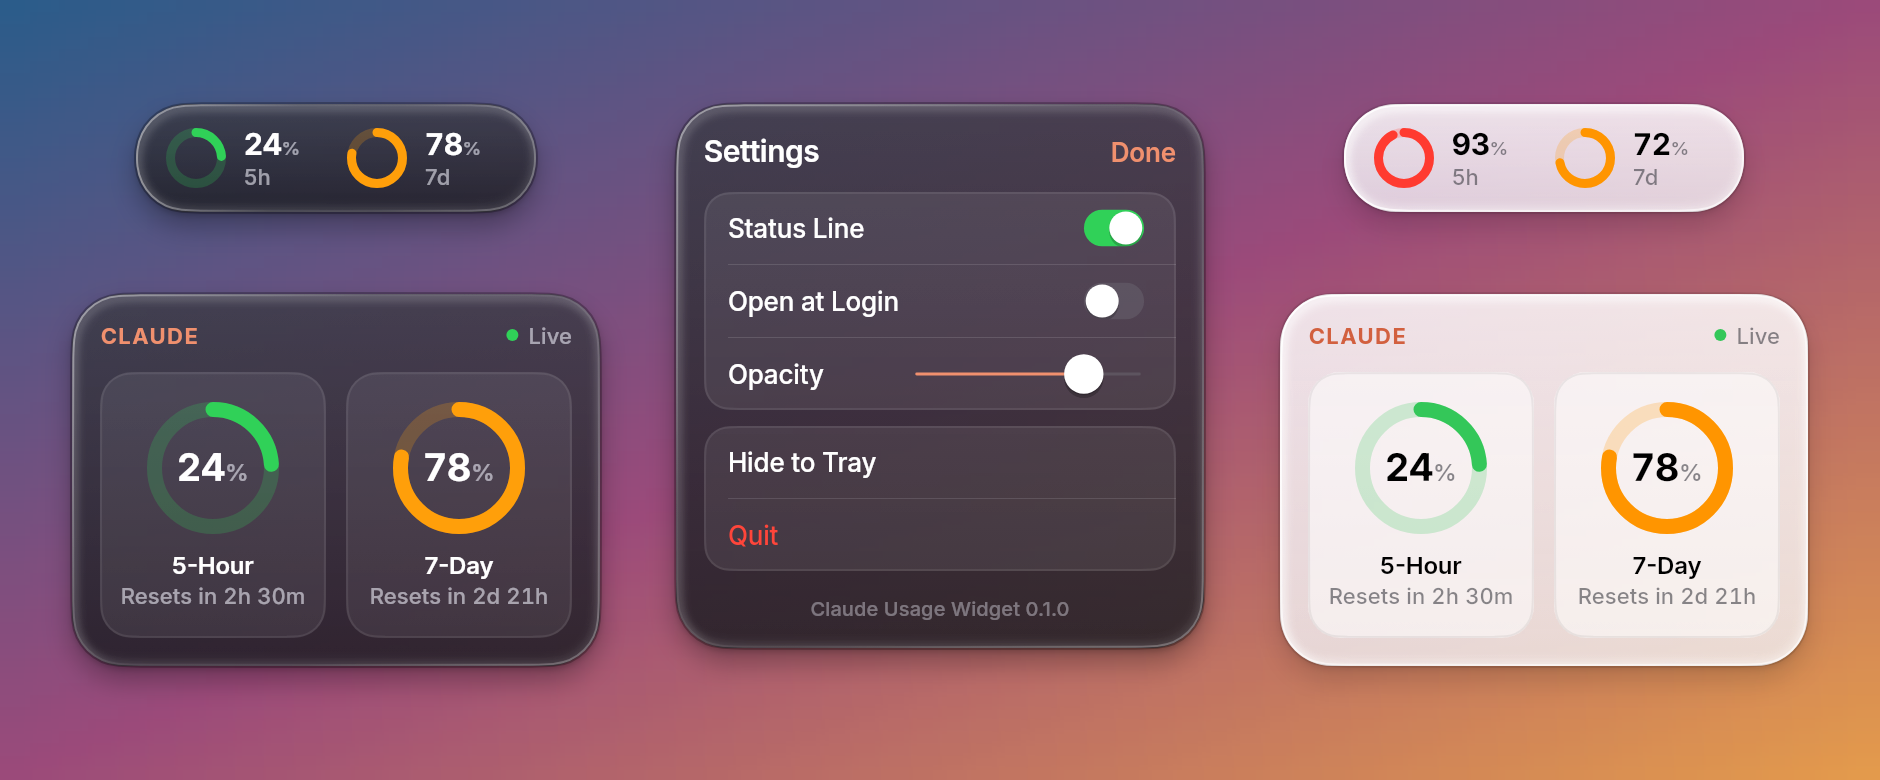 24%
5h
78%
7d
CLAUDE
Live
24%
5-Hour
Resets in 2h 30m
78%
7-Day
Resets in 2d 21h
Settings
Done
Status Line
Open at Login
Opacity
Hide to Tray
Quit
Claude Usage Widget 0.1.0
93%
5h
72%
7d
CLAUDE
Live
24%
5-Hour
Resets in 2h 30m
78%
7-Day
Resets in 2d 21h